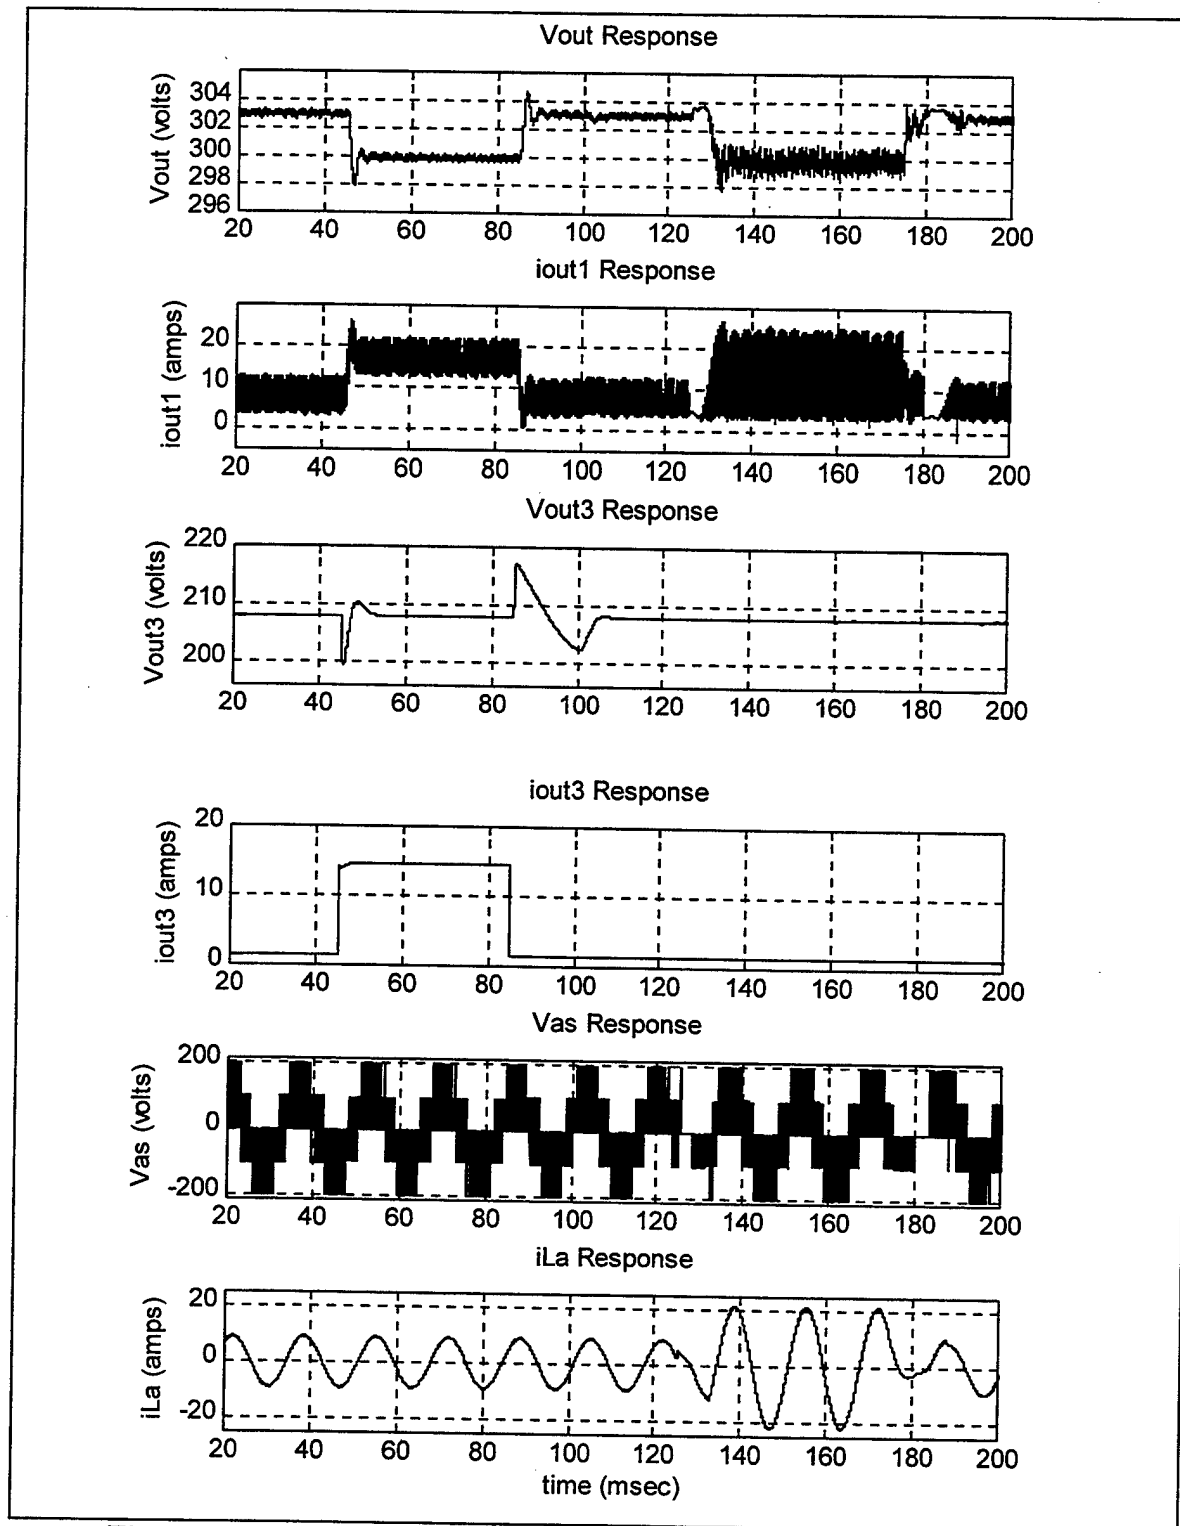 Vout Response
Vout (volts)
304
302
300
298
296
20 40 60 80 100 120 140 160 180 200
iout1 Response
iout1 (amps)
20
10
0
20 40 60 80 100 120 140 160 180 200
Vout3 Response
Vout3 (volts)
220
210
200
20 40 60 80 100 120 140 160 180 200
iout3 Response
iout3 (amps)
20
10
0
20 40 60 80 100 120 140 160 180 200
Vas Response
Vas (volts)
200
0
-200
20 40 60 80 100 120 140 160 180 200
iLa Response
iLa (amps)
20
0
-20
20 40 60 80 100 120 140 160 180 200
time (msec)